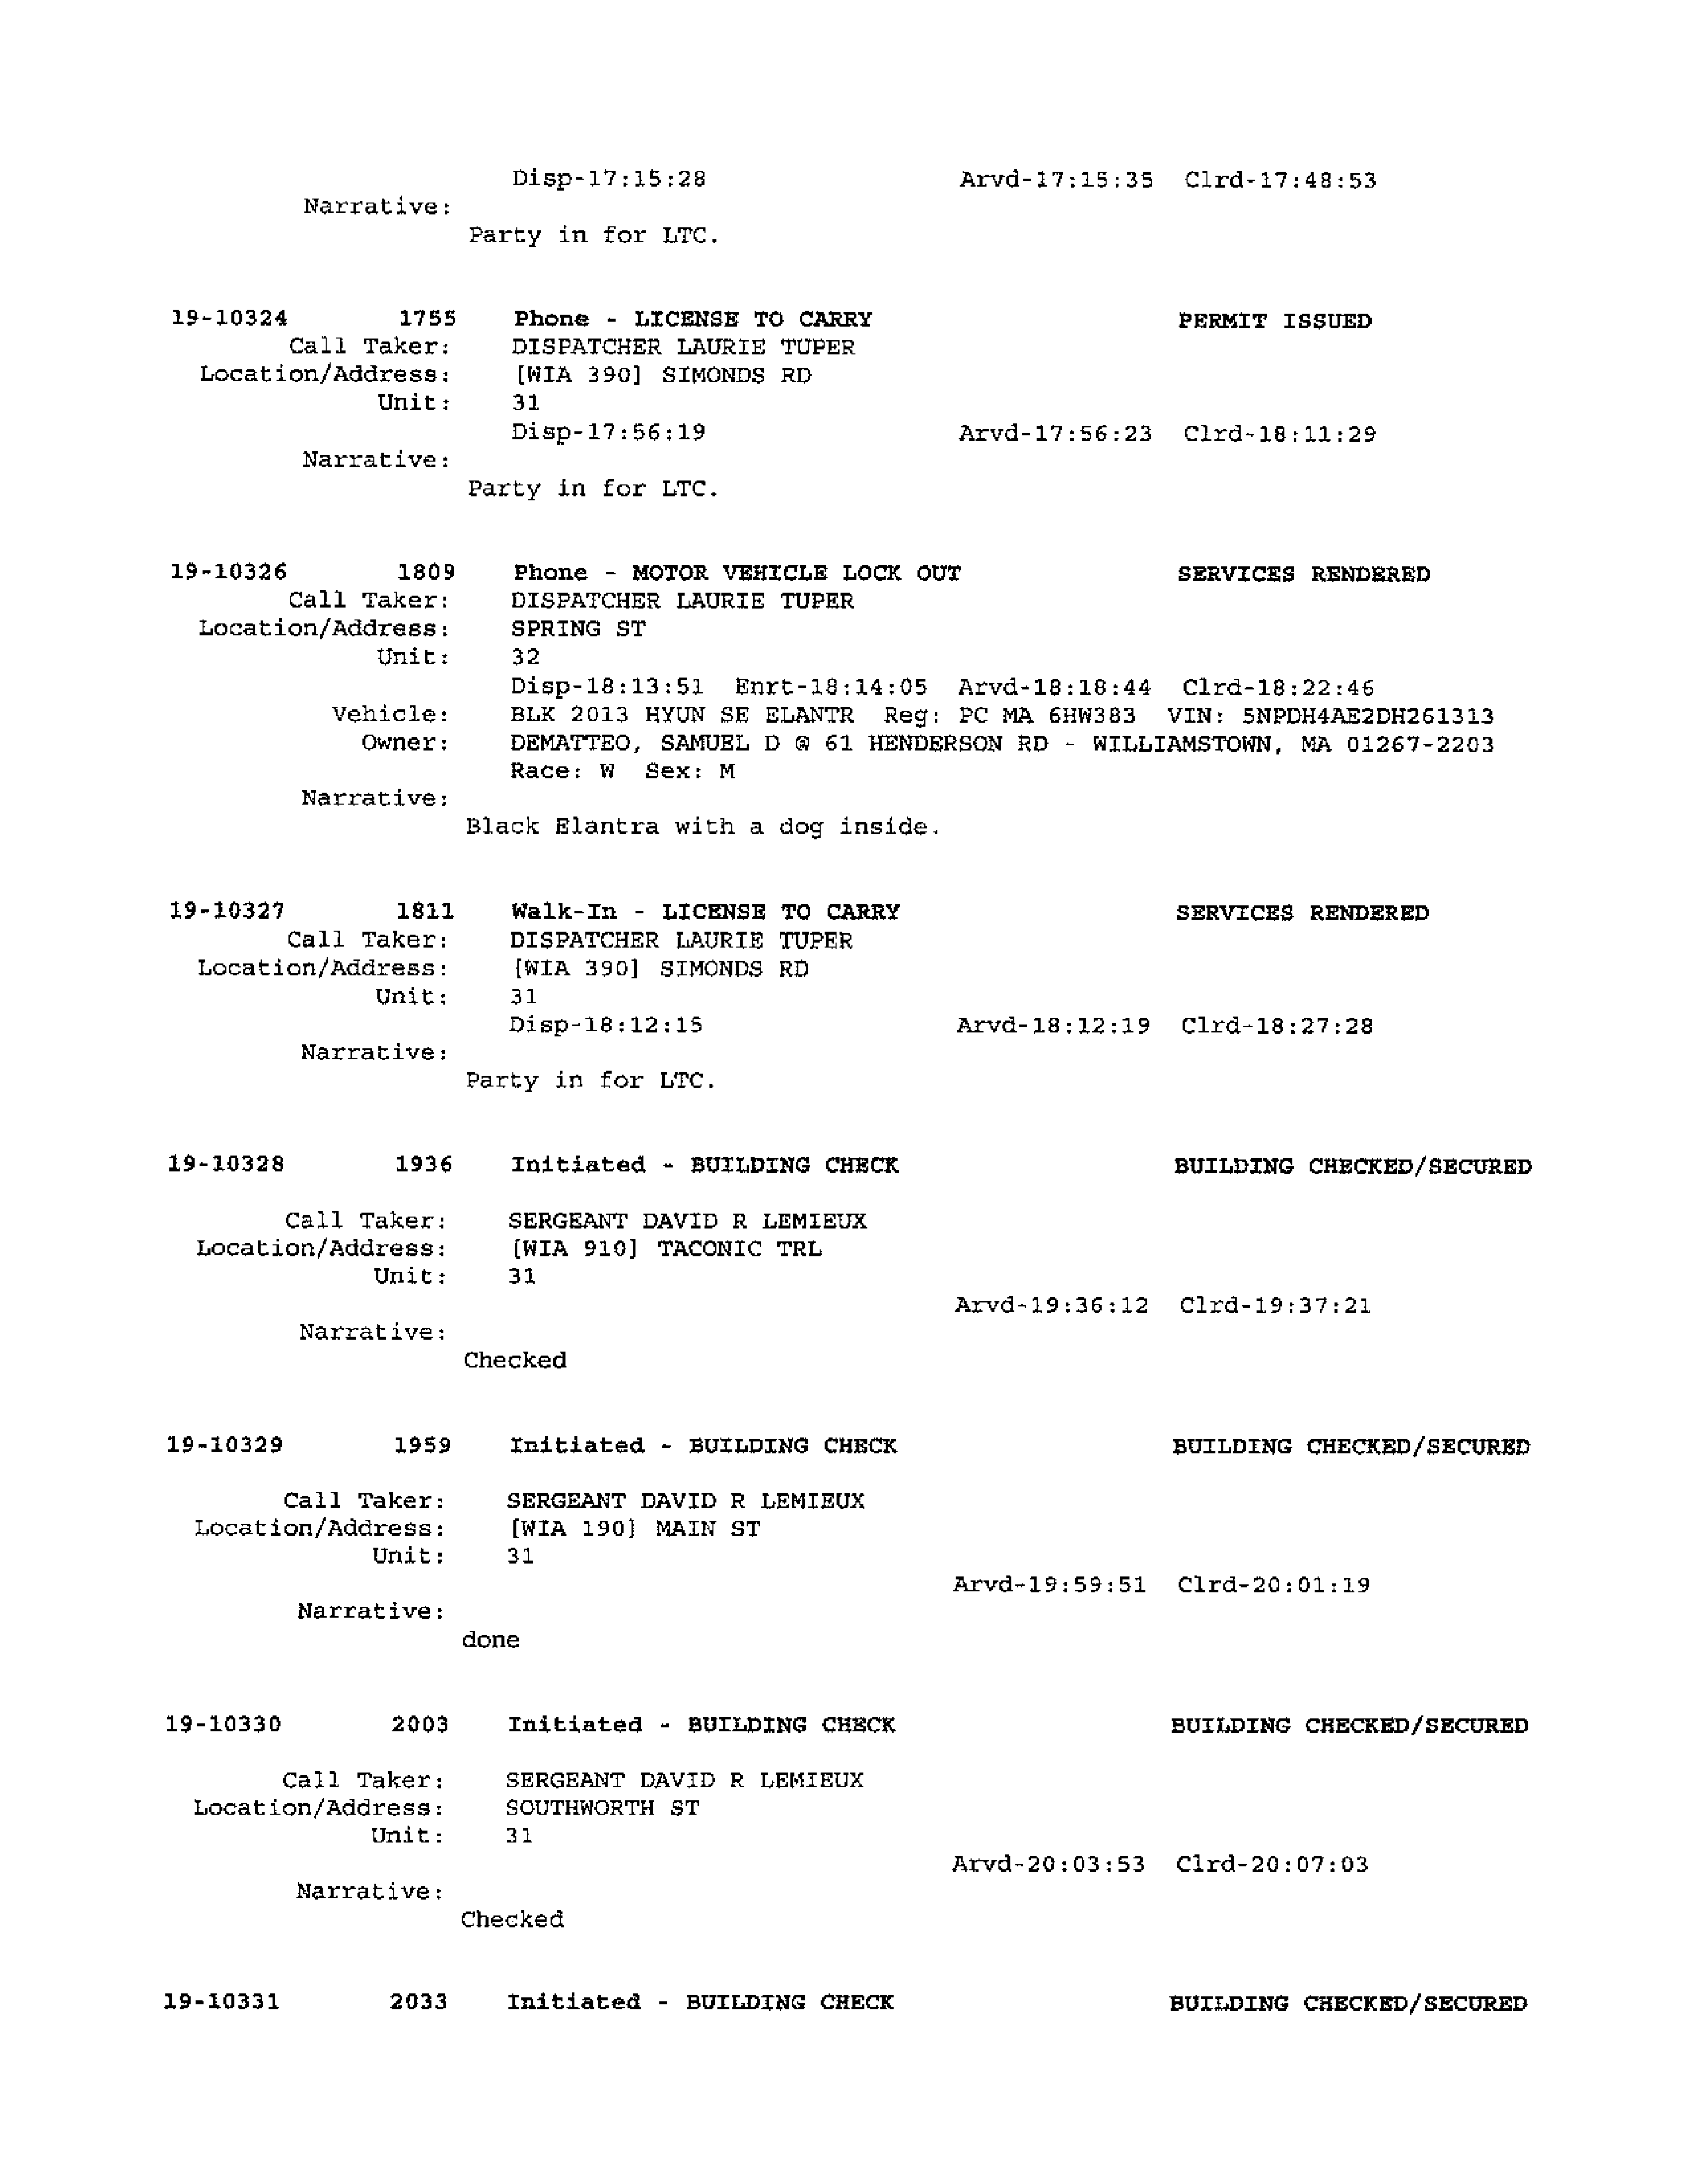 Disp-17:15:28 Arvd-17:15:35 Clrd-17:48:53
Narrative:
Party in for LTC.
19-10324 1755 Phone - LICENSE TO CARRY PERMIT ISSUED
Call Taker: DISPATCHER LAURIE TUPER
Location/Address: [WIA 390] SIMONDS RD
Unit: 31
Disp-17:56:19 Arvd-17:56:23 Clrd-18:11:29
Narrative:
Party in for LTC.
19-10326 1809 Phone - MOTOR VEHICLE LOCK OUT SERVICES RENDERED
Call Taker: DISPATCHER LAURIE TUPER
Location/Address: SPRING ST
Unit: 32
Disp-18:13:51 Enrt-18:14:05 Arvd-18:18:44 Clrd-18:22:46
Vehicle: BLK 2013 HYUN SE ELANTR Reg: PC MA 6HW383 VIN: 5NPDH4AE2DH261313
Owner: DEMATTEO, SAMUEL D @ 61 HENDERSON RD - WILLIAMSTOWN, MA 01267-2203
Race: W Sex: M
Narrative:
Black Elantra with a dog inside.
19-10327 1811 Walk-In - LICENSE TO CARRY SERVICES RENDERED
Call Taker: DISPATCHER LAURIE TUPER
Location/Address: [WIA 390] SIMONDS RD
Unit: 31
Disp-18:12:15 Arvd-18:12:19 Clrd-18:27:28
Narrative:
Party in for LTC.
19-10328 1936 Initiated - BUILDING CHECK BUILDING CHECKED/SECURED
Call Taker: SERGEANT DAVID R LEMIEUX
Location/Address: [WIA 910] TACONIC TRL
Unit: 31
Arvd-19:36:12 Clrd-19:37:21
Narrative:
Checked
19-10329 1959 Initiated - BUILDING CHECK BUILDING CHECKED/SECURED
Call Taker: SERGEANT DAVID R LEMIEUX
Location/Address: [WIA 190] MAIN ST
Unit: 31
Arvd-19:59:51 Clrd-20:01:19
Narrative:
done
19-10330 2003 Initiated - BUILDING CHECK BUILDING CHECKED/SECURED
Call Taker: SERGEANT DAVID R LEMIEUX
Location/Address: SOUTHWORTH ST
Unit: 31
Arvd-20:03:53 Clrd-20:07:03
Narrative:
Checked
19-10331 2033 Initiated - BUILDING CHECK BUILDING CHECKED/SECURED